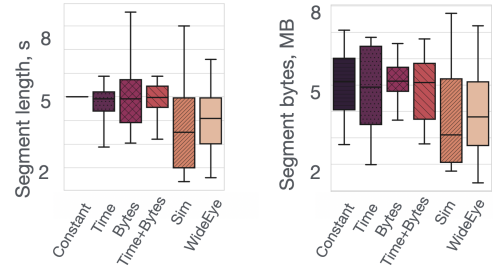 Segment length, s
8
5
2
Constant
Time
Bytes
Time+Bytes
Sim
WideEye
Segment bytes, MB
8
5
2
Constant
Time
Bytes
Time+Bytes
Sim
WideEye